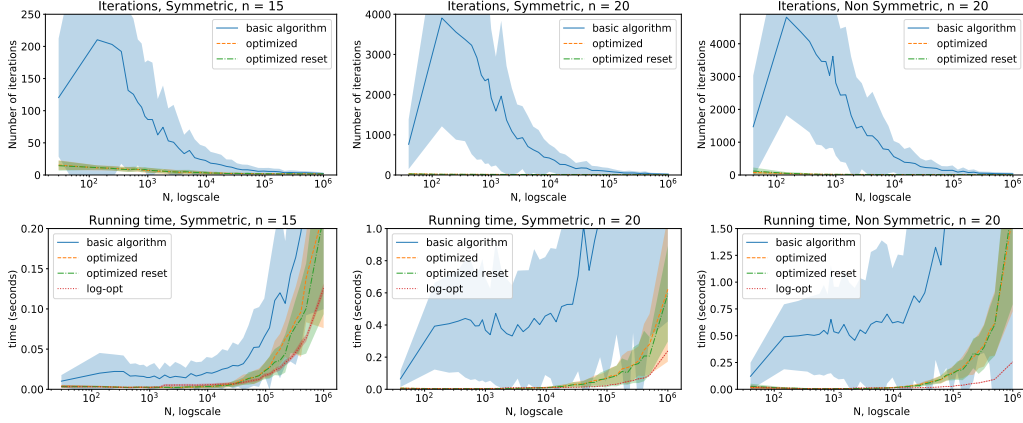 Iterations, Symmetric, n = 15
Number of iterations
250
200
150
100
50
0
basic algorithm
optimized
optimized reset
10^2
10^3
10^4
10^5
10^6
N, logscale
Iterations, Symmetric, n = 20
Number of iterations
4000
3000
2000
1000
0
basic algorithm
optimized
optimized reset
10^2
10^3
10^4
10^5
10^6
N, logscale
Iterations, Non Symmetric, n = 20
Number of iterations
4000
3000
2000
1000
0
basic algorithm
optimized
optimized reset
10^2
10^3
10^4
10^5
10^6
N, logscale
Running time, Symmetric, n = 15
time (seconds)
0.20
0.15
0.10
0.05
0.00
basic algorithm
optimized
optimized reset
log-opt
10^2
10^3
10^4
10^5
10^6
N, logscale
Running time, Symmetric, n = 20
time (seconds)
1.0
0.8
0.6
0.4
0.2
0.0
basic algorithm
optimized
optimized reset
log-opt
10^2
10^3
10^4
10^5
10^6
N, logscale
Running time, Non Symmetric, n = 20
time (seconds)
1.50
1.25
1.00
0.75
0.50
0.25
0.00
basic algorithm
optimized
optimized reset
log-opt
10^2
10^3
10^4
10^5
10^6
N, logscale